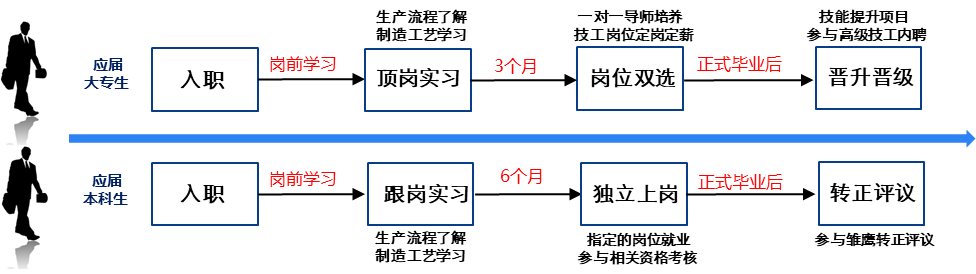 生产流程了解
制造工艺学习
一对一导师培养
技工岗位定岗定薪
技能提升项目
参与高级技工内聘
应届
大专生
入职
岗前学习
顶岗实习
3个月
岗位双选
正式毕业后
晋升晋级
应届
本科生
入职
岗前学习
跟岗实习
6个月
独立上岗
正式毕业后
转正评议
生产流程了解
制造工艺学习
指定的岗位就业
参与相关资格考核
参与雏鹰转正评议